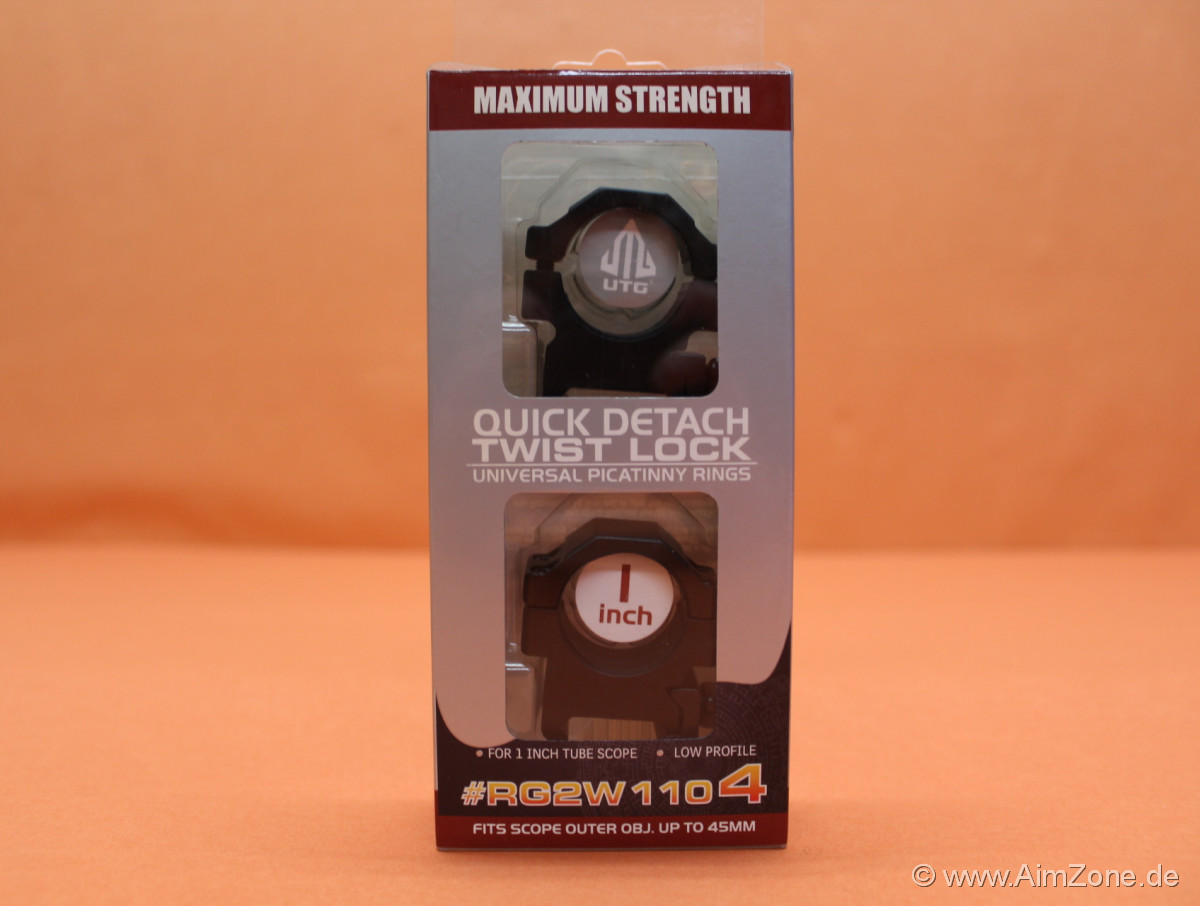 MAXIMUM STRENGTH
UTG
QUICK DETACH
TWIST LOCK
UNIVERSAL PICATINNY RINGS
1
inch
• FOR 1 INCH TUBE SCOPE • LOW PROFILE
#RG2W1104
FITS SCOPE OUTER OBJ. UP TO 45MM
© www.AimZone.de